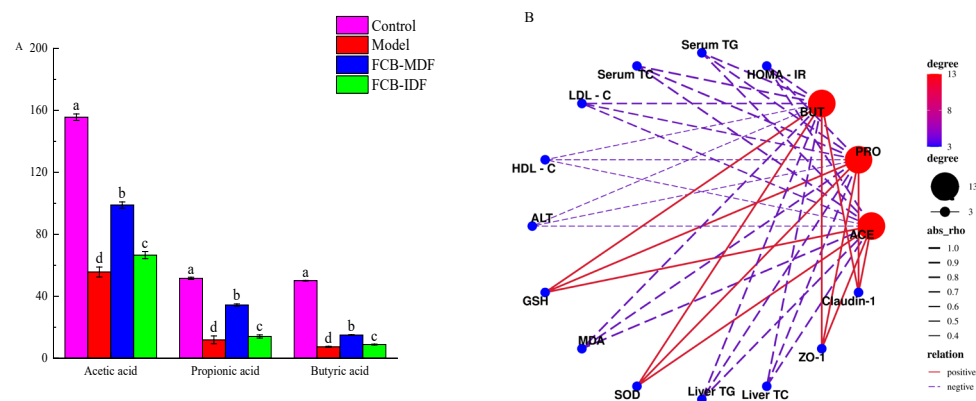 A
200
160
120
80
40
0
Control
Model
FCB-MDF
FCB-IDF
a
d
b
c
a
d
b
c
a
d
b
c
Acetic acid
Propionic acid
Butyric acid
B
Serum TG
Serum TC
HOMA - IR
LDL - C
BUT
HDL - C
PRO
ALT
ACE
GSH
Claudin-1
MDA
ZO-1
SOD
Liver TG
Liver TC
degree
13
8
3
degree
13
3
abs_rho
1.0
0.9
0.8
0.7
0.6
0.5
0.4
relation
positive
negtive